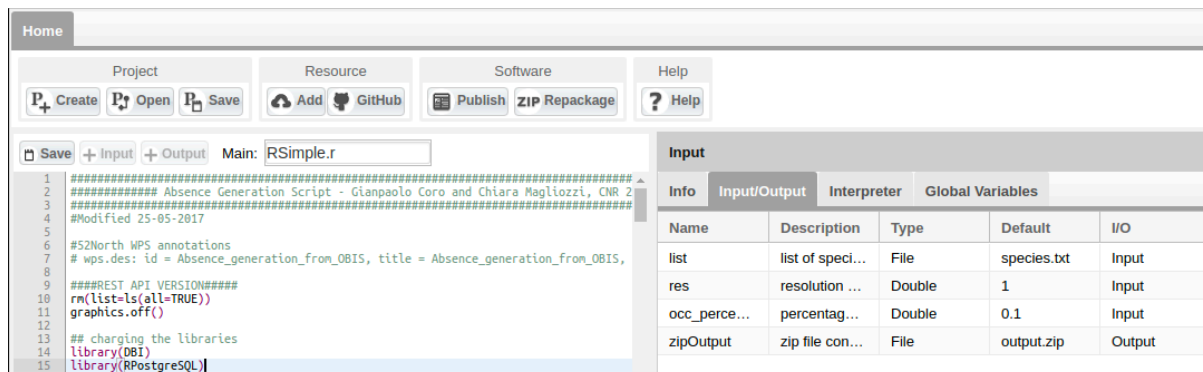 Home
Project
Create Open Save
Resource
Add GitHub
Software
Publish ZIP Repackage
Help
? Help
Save + Input + Output Main: RSimple.r
1 ####################################################################################
2 ############# Absence Generation Script - Gianpaolo Coro and Chiara Magliozzi, CNR 2
3 ####################################################################################
4 #Modified 25-05-2017
5
6 #52North WPS annotations
7 # wps.des: id = Absence_generation_from_OBIS, title = Absence_generation_from_OBIS,
8
9 ####REST API VERSION#####
10 rm(list=ls(all=TRUE))
11 graphics.off()
12
13 ## charging the libraries
14 library(DBI)
15 library(RPostgreSQL)
Input
Info Input/Output Interpreter Global Variables
Name Description Type Default I/O
list list of speci... File species.txt Input
res resolution ... Double 1 Input
occ_perce... percentag... Double 0.1 Input
zipOutput zip file con... File output.zip Output